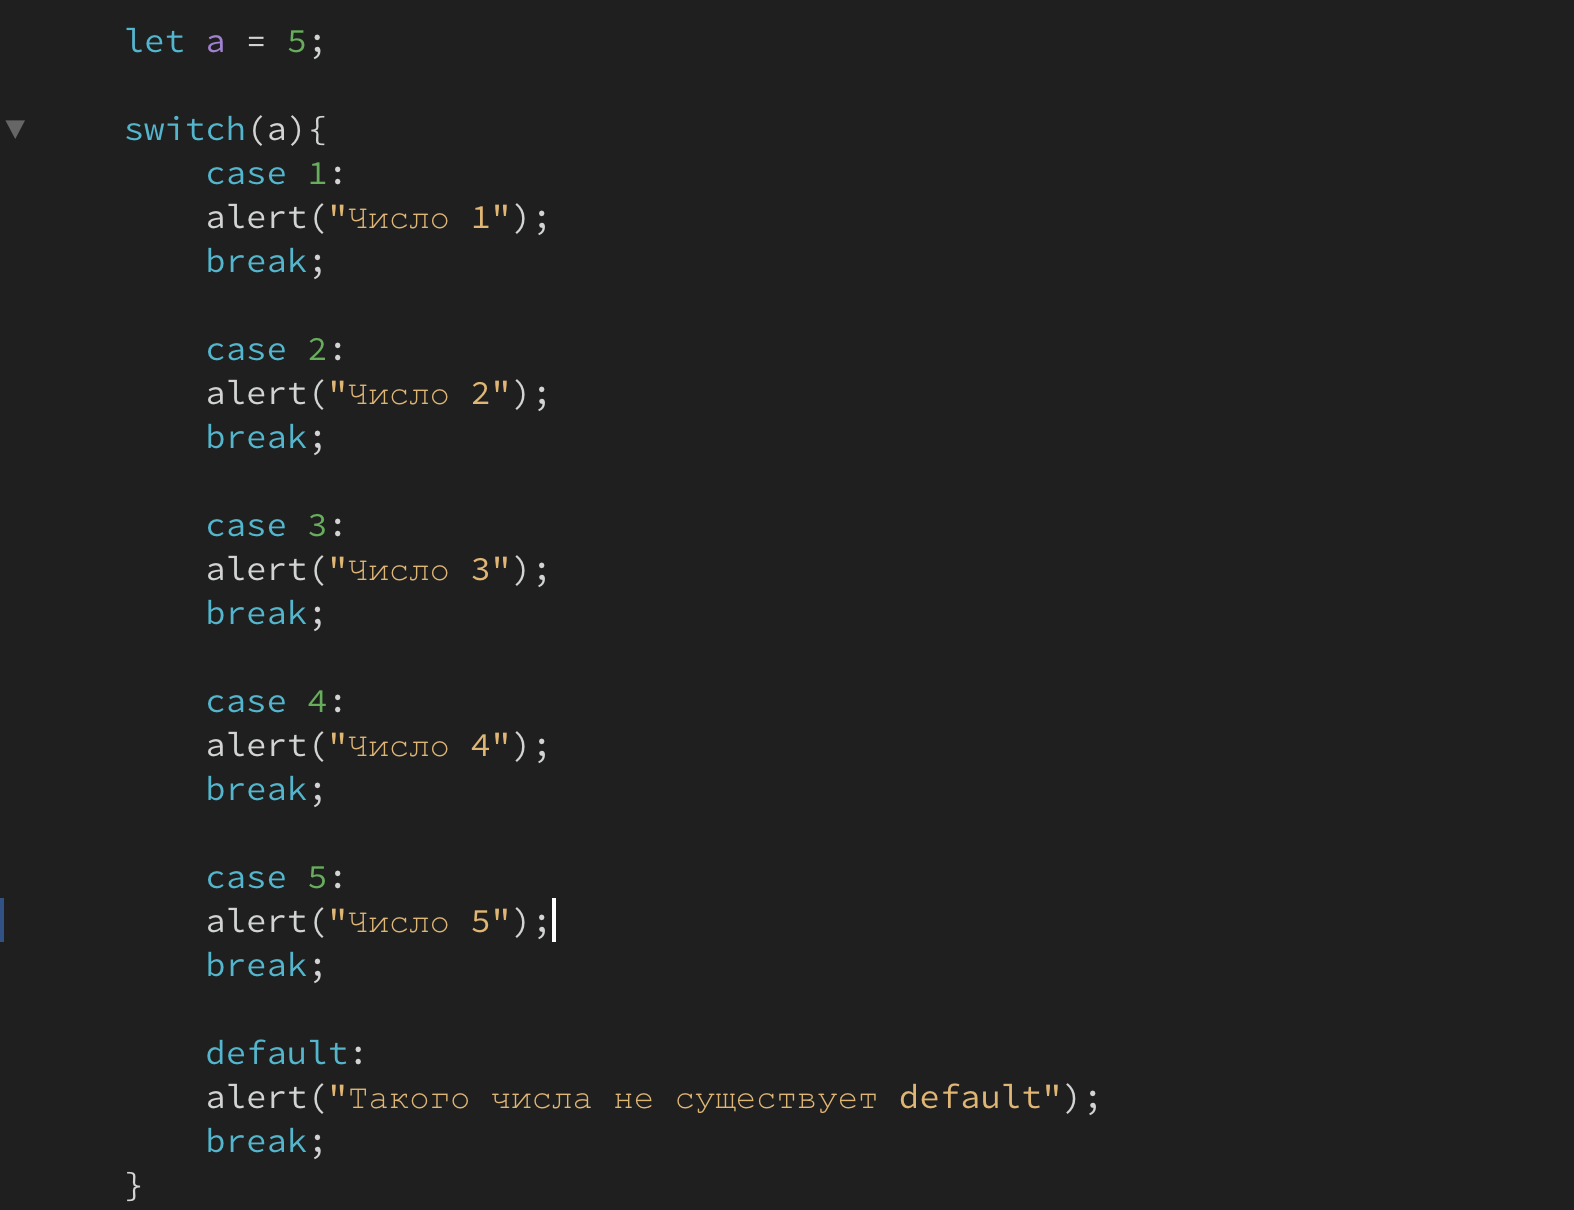 let a = 5;
switch(a){
case 1:
alert("Число 1");
break;
case 2:
alert("Число 2");
break;
case 3:
alert("Число 3");
break;
case 4:
alert("Число 4");
break;
case 5:
alert("Число 5");
break;
default:
alert("Такого числа не существует default");
break;
}